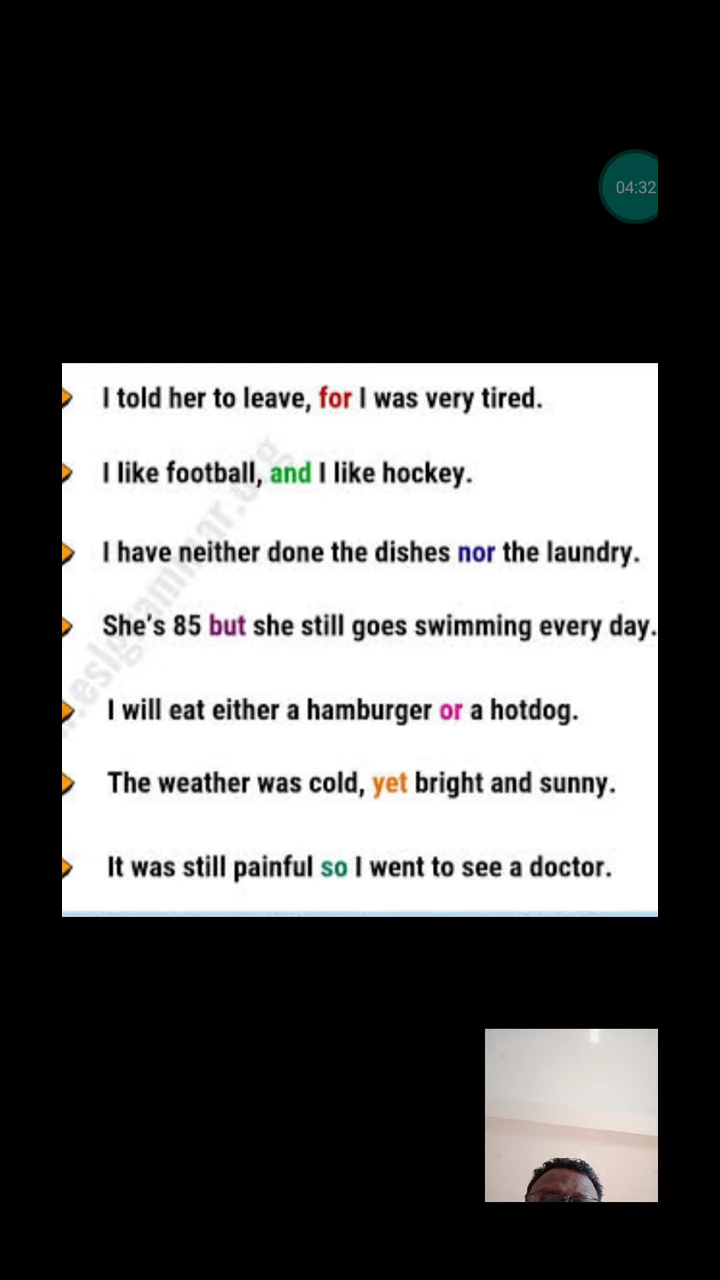 04:32
I told her to leave, for I was very tired.
I like football, and I like hockey.
I have neither done the dishes nor the laundry.
She's 85 but she still goes swimming every day.
I will eat either a hamburger or a hotdog.
The weather was cold, yet bright and sunny.
It was still painful so I went to see a doctor.